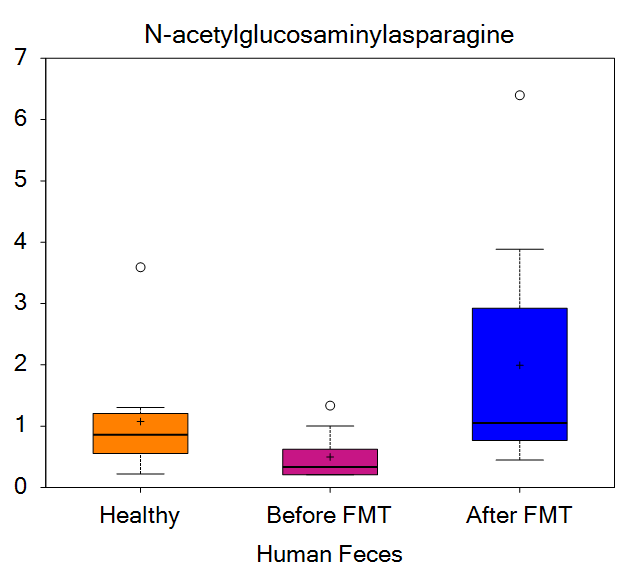 N-acetylglucosaminylasparagine
7
6
5
4
3
2
1
0
Healthy Before FMT After FMT
Human Feces